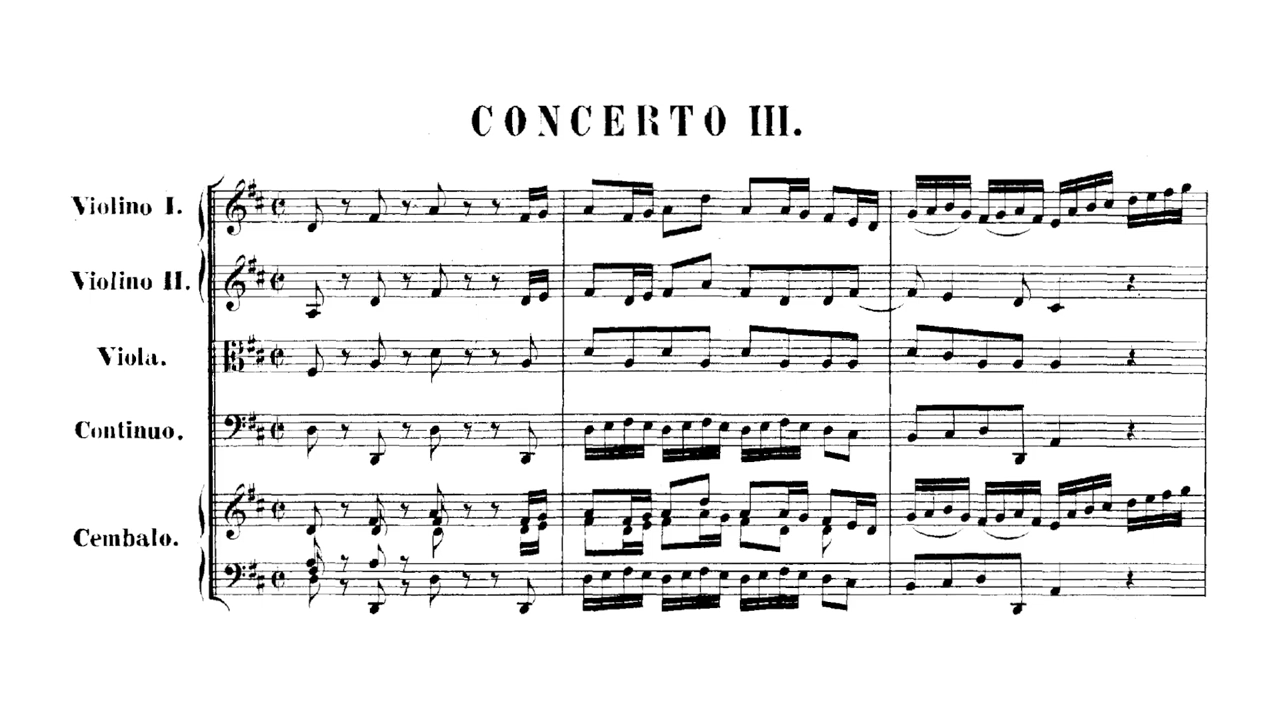 CONCERTO III.
Violino I.
Violino II.
Viola.
Continuo.
Cembalo.